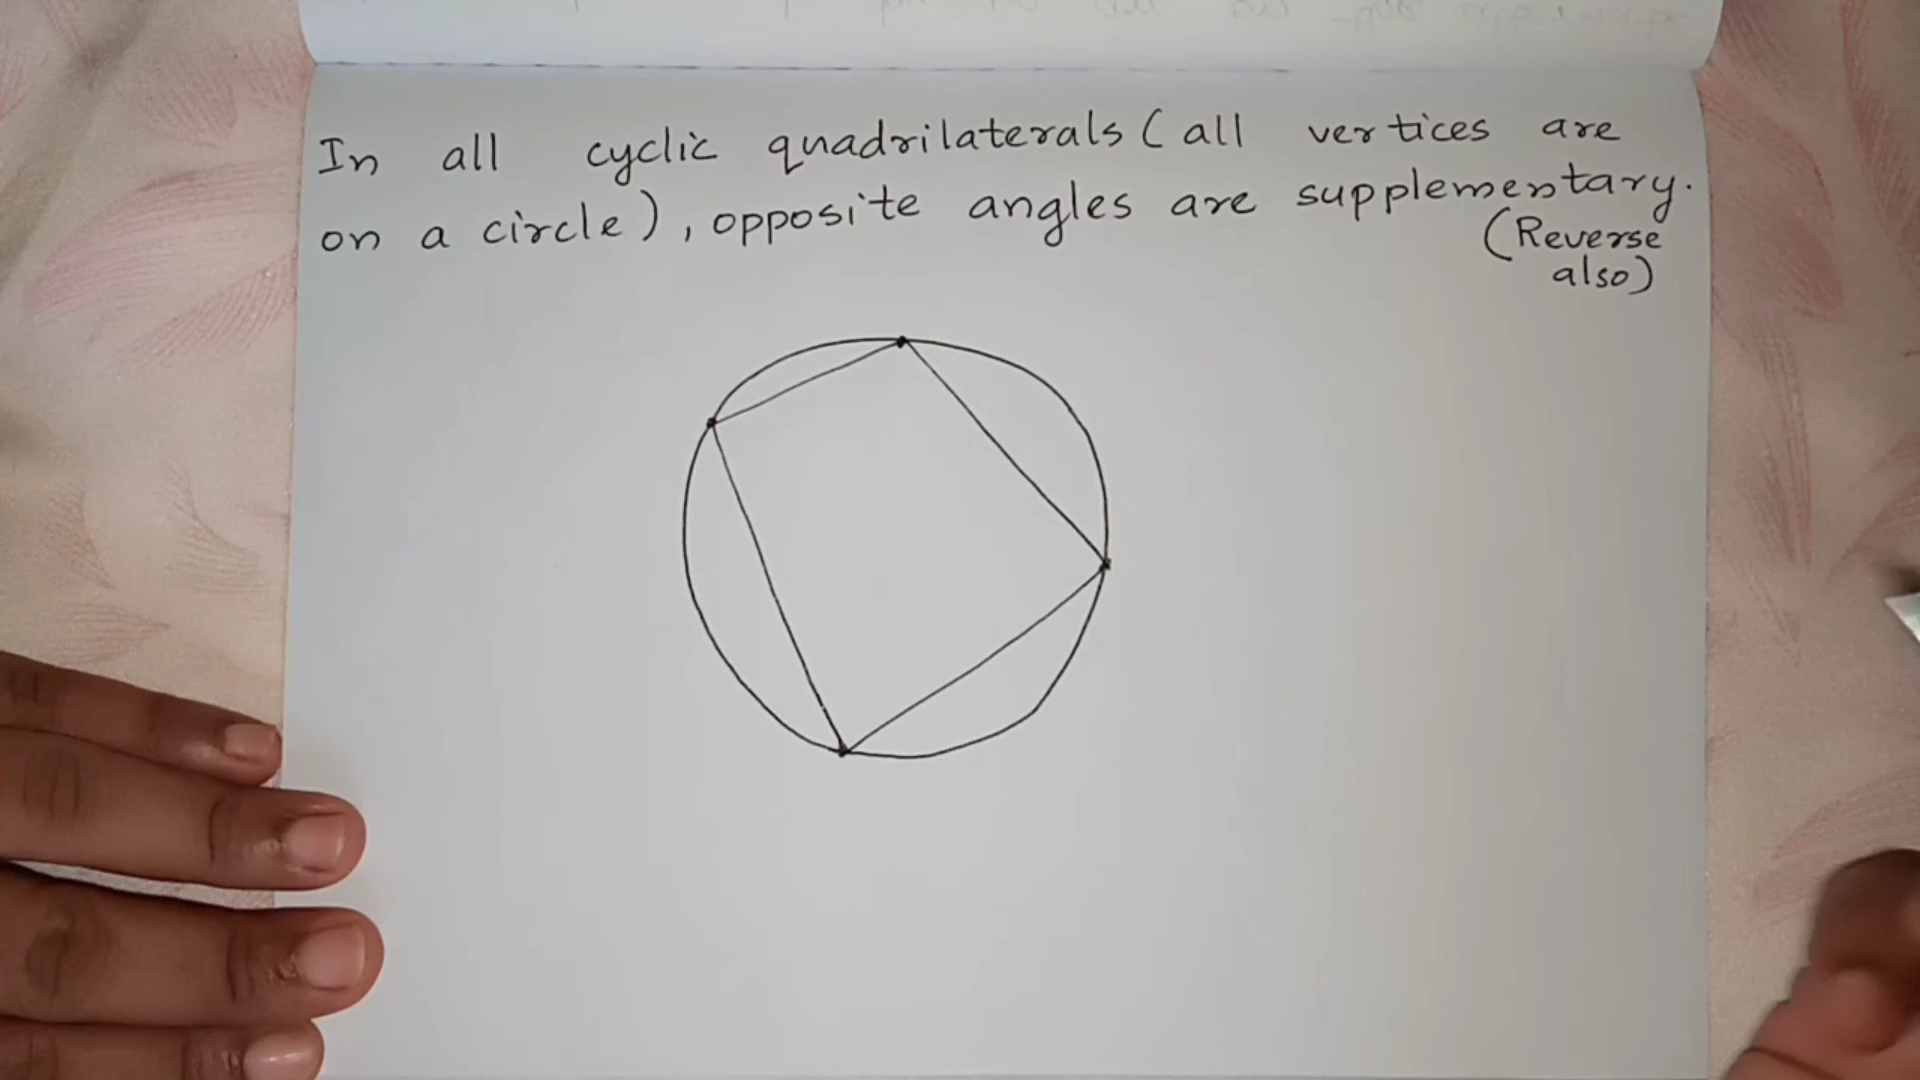 In all cyclic quadrilaterals (all vertices are
on a circle), opposite angles are supplementary.
(Reverse
also)